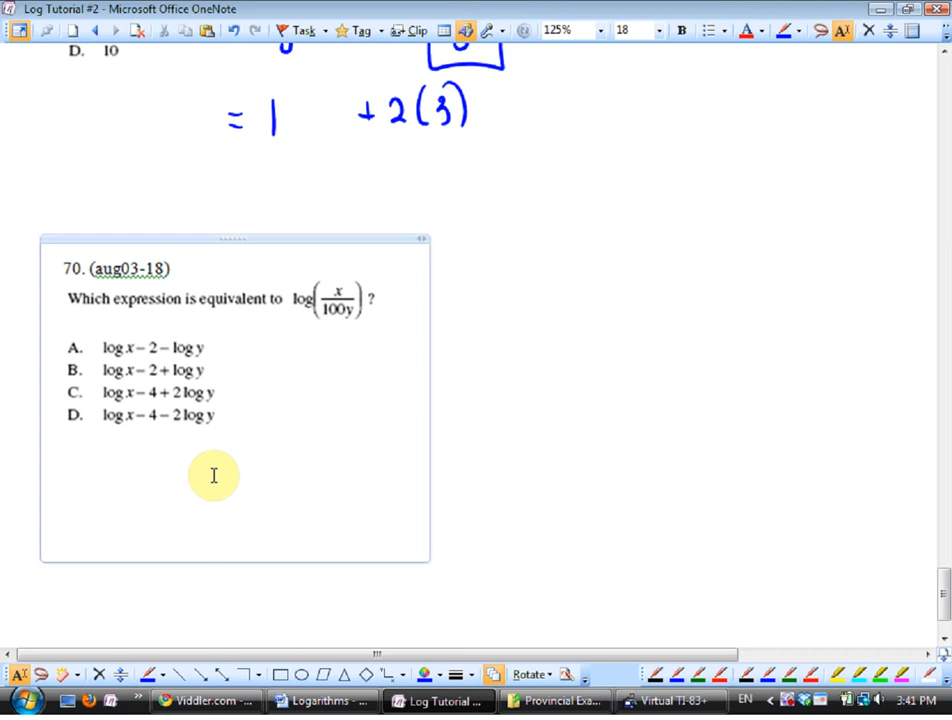 Log Tutorial #2 - Microsoft Office OneNote
Task Tag Clip 125% 18 B A A
D. 10
= 1 + 2(3)
70. (aug03-18)
Which expression is equivalent to log(x/100y) ?
A. log x – 2 – log y
B. log x – 2 + log y
C. log x – 4 + 2 log y
D. log x – 4 – 2 log y
A Rotate
Viddler.com - ... Logarithms - ... Log Tutorial ... Provincial Exa... Virtual TI-83+ EN 3:41 PM